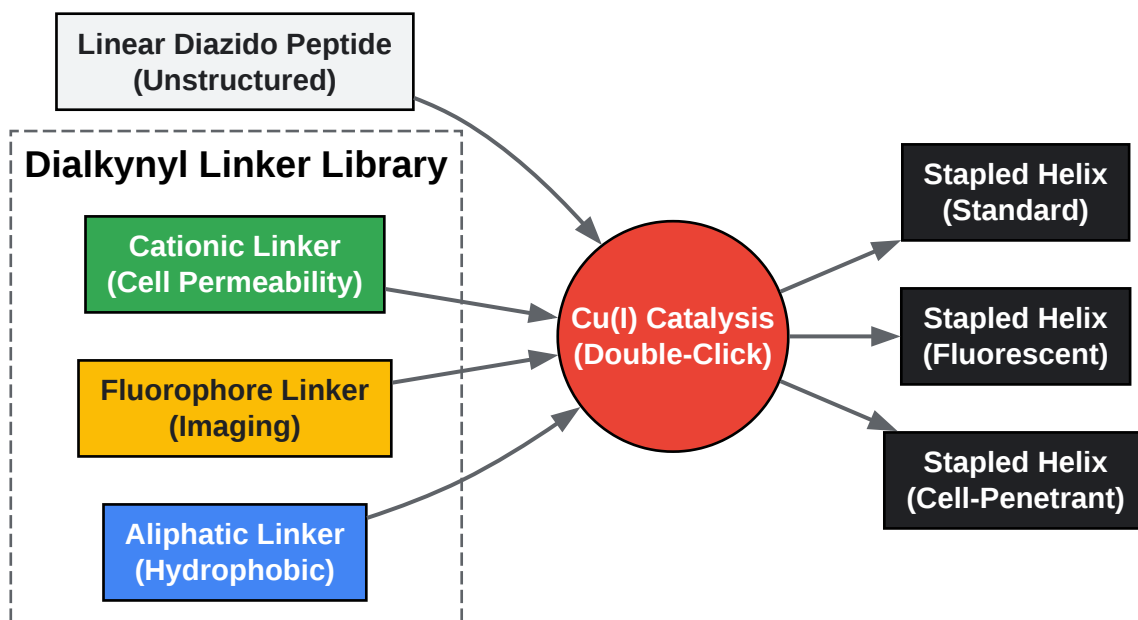 Linear Diazido Peptide
(Unstructured)
Dialkynyl Linker Library
Cationic Linker
(Cell Permeability)
Fluorophore Linker
(Imaging)
Aliphatic Linker
(Hydrophobic)
Cu(I) Catalysis
(Double-Click)
Stapled Helix
(Standard)
Stapled Helix
(Fluorescent)
Stapled Helix
(Cell-Penetrant)